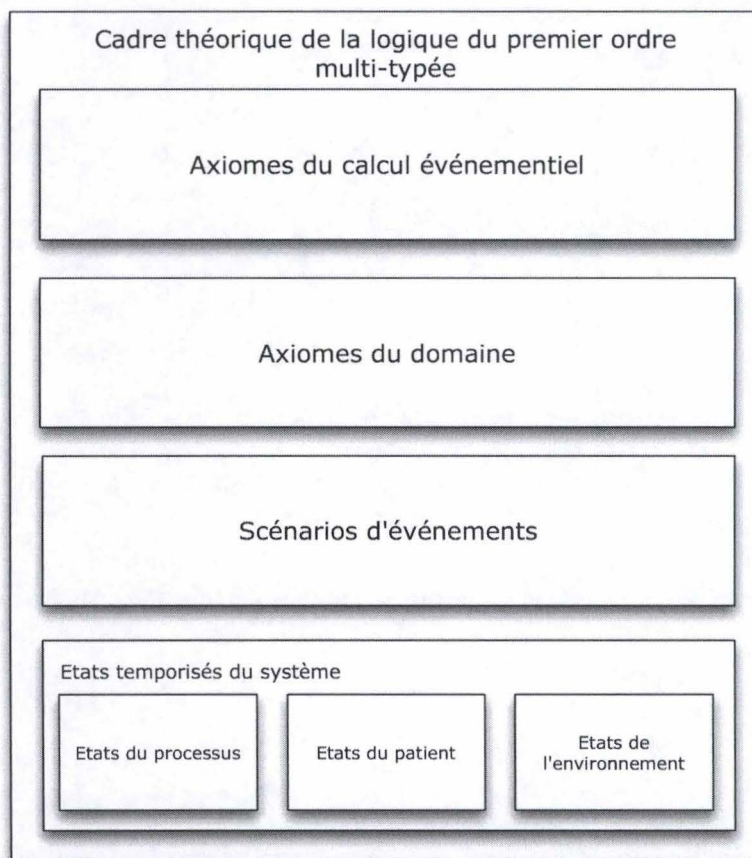 Cadre théorique de la logique du premier ordre
multi-typée
Axiomes du calcul événementiel
Axiomes du domaine
Scénarios d'événements
Etats temporisés du système
Etats du processus
Etats du patient
Etats de
l'environnement